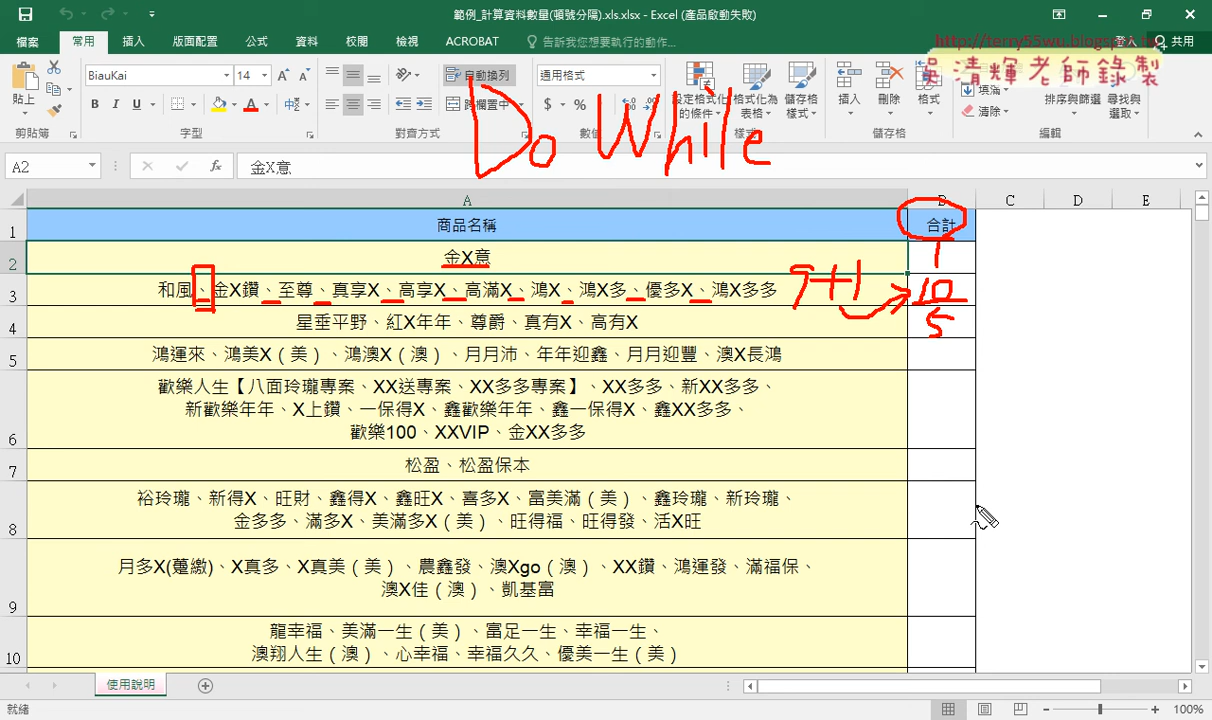 範例_計算資料數量(頓號分隔).xls.xlsx - Excel (產品啟動失敗)
檔案 常用 插入 版面配置 公式 資料 校閱 檢視 ACROBAT 告訴我您想要執行的動作... 登入 共用
http://terry55wu.blogspot.tw
吳清輝老師錄製
BiauKai 14 自動換列 通用格式
貼上 B I U 跨欄置中 $ % 設定格式化的條件 格式化為表格 儲存格樣式 插入 刪除 格式 填滿 清除 排序與篩選 尋找與選取
剪貼簿 字型 對齊方式 數值 樣式 儲存格 編輯
Do While
A2 fx 金X意
A B C D E
1 商品名稱 合計
2 金X意 1
3 和風、金X鑽、至尊、真享X、高享X、高滿X、鴻X、鴻X多、優多X、鴻X多多 9+1 10
4 星垂平野、紅X年年、尊爵、真有X、高有X 5
5 鴻運來、鴻美X（美）、鴻澳X（澳）、月月沛、年年迎鑫、月月迎豐、澳X長鴻
歡樂人生【八面玲瓏專案、XX送專案、XX多多專案】、XX多多、新XX多多、
新歡樂年年、X上鑽、一保得X、鑫歡樂年年、鑫一保得X、鑫XX多多、
6 歡樂100、XXVIP、金XX多多
7 松盈、松盈保本
裕玲瓏、新得X、旺財、鑫得X、鑫旺X、喜多X、富美滿（美）、鑫玲瓏、新玲瓏、
8 金多多、滿多X、美滿多X（美）、旺得福、旺得發、活X旺
月多X(躉繳)、X真多、X真美（美）、農鑫發、澳Xgo（澳）、XX鑽、鴻運發、滿福保、
9 澳X佳（澳）、凱基富
龍幸福、美滿一生（美）、富足一生、幸福一生、
10 澳翔人生（澳）、心幸福、幸福久久、優美一生（美）
使用說明
就緒 100%